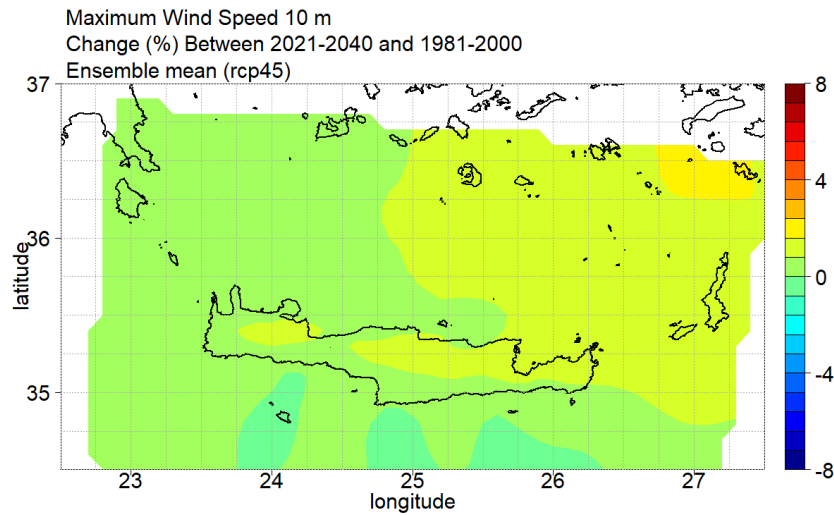 Maximum Wind Speed 10 m
Change (%) Between 2021-2040 and 1981-2000
Ensemble mean (rcp45)
37
36
35
latitude
23 24 25 26 27
longitude
8
4
0
-4
-8